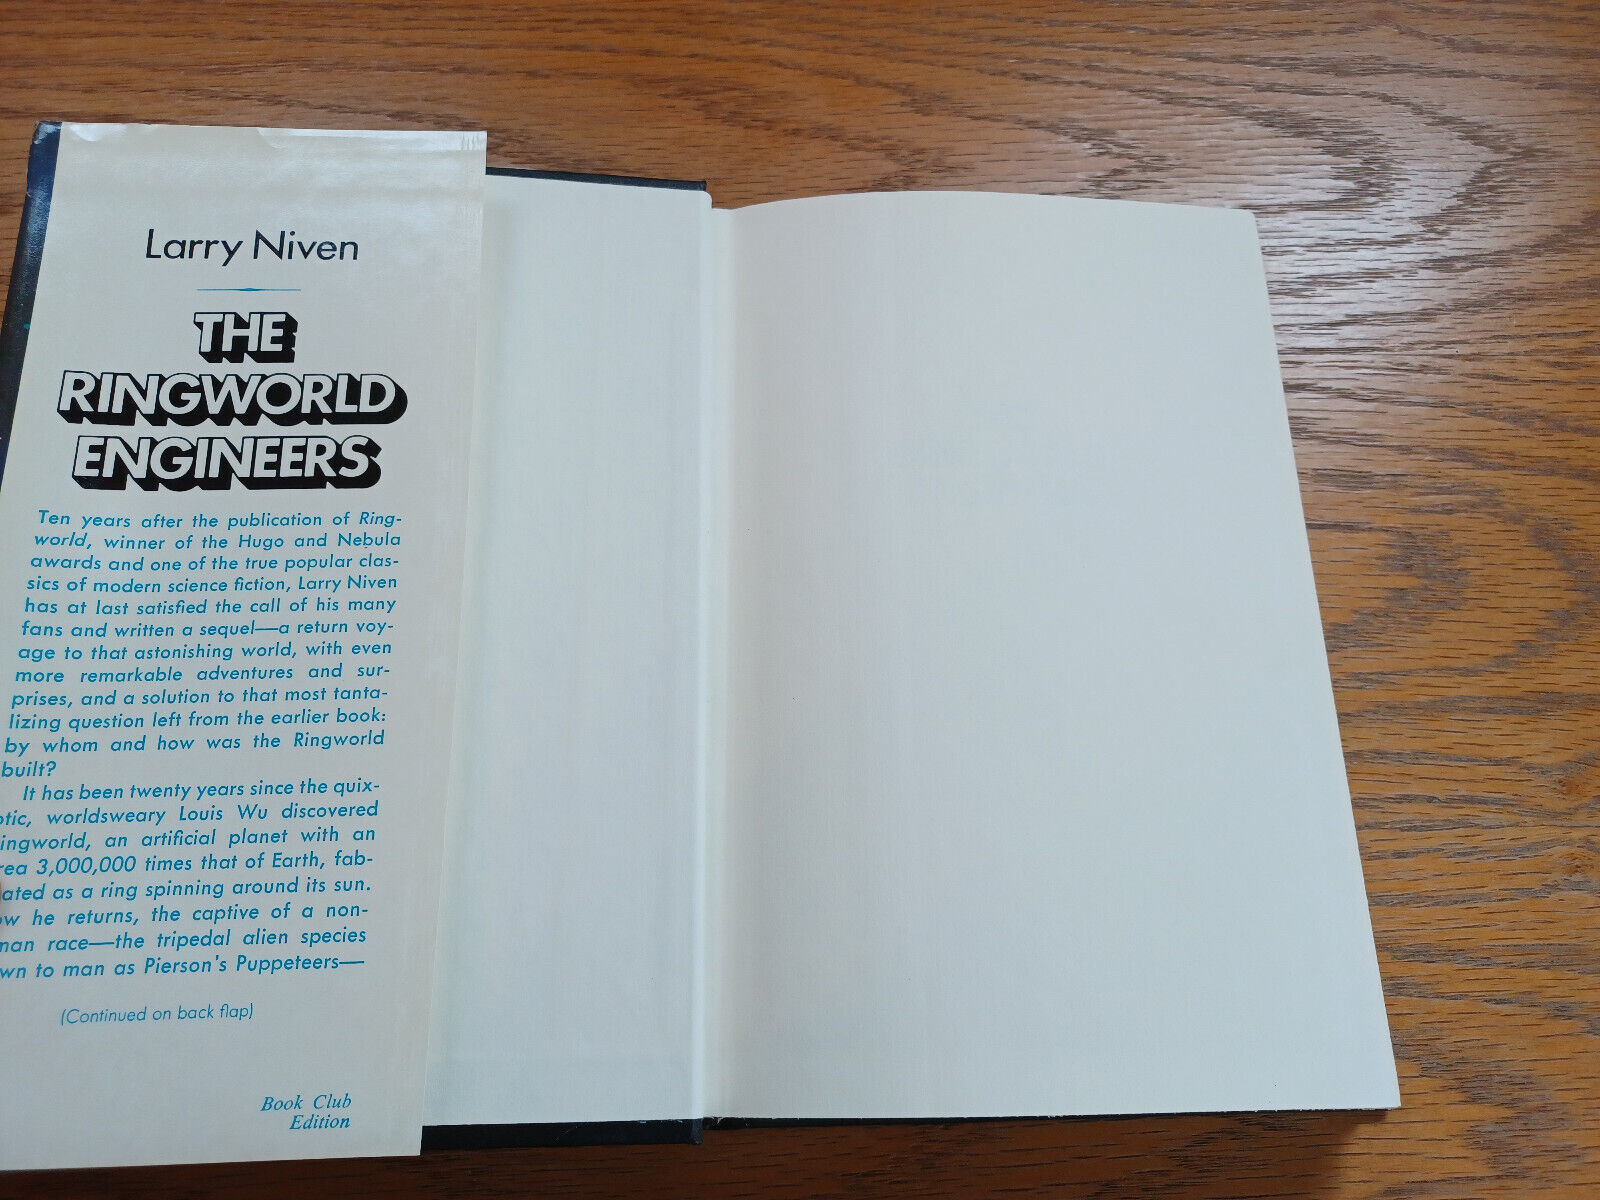 Larry Niven
THE
RINGWORLD
ENGINEERS
Ten years after the publication of Ring-
world, winner of the Hugo and Nebula
awards and one of the true popular clas-
sics of modern science fiction, Larry Niven
has at last satisfied the call of his many
fans and written a sequel—a return voy-
age to that astonishing world, with even
more remarkable adventures and sur-
prises, and a solution to that most tanta-
lizing question left from the earlier book:
by whom and how was the Ringworld
built?
It has been twenty years since the quix-
otic, worldsweary Louis Wu discovered
ingworld, an artificial planet with an
rea 3,000,000 times that of Earth, fab-
ated as a ring spinning around its sun.
ow he returns, the captive of a non-
man race—the tripedal alien species
wn to man as Pierson's Puppeteers—
(Continued on back flap)
Book Club
Edition